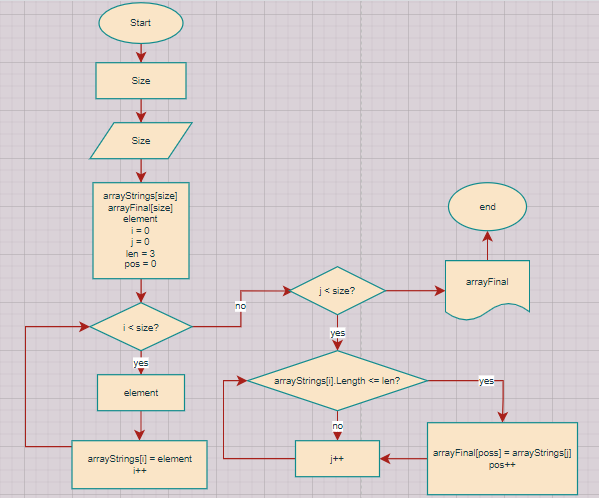 Start
Size
Size
arrayStrings[size]
arrayFinal[size]
element
i = 0
j = 0
len = 3
pos = 0
i < size?
yes
element
arrayStrings[i] = element
i++
no
j < size?
arrayFinal
end
yes
arrayStrings[i].Length <= len?
yes
arrayFinal[poss] = arrayStrings[j]
pos++
no
j++